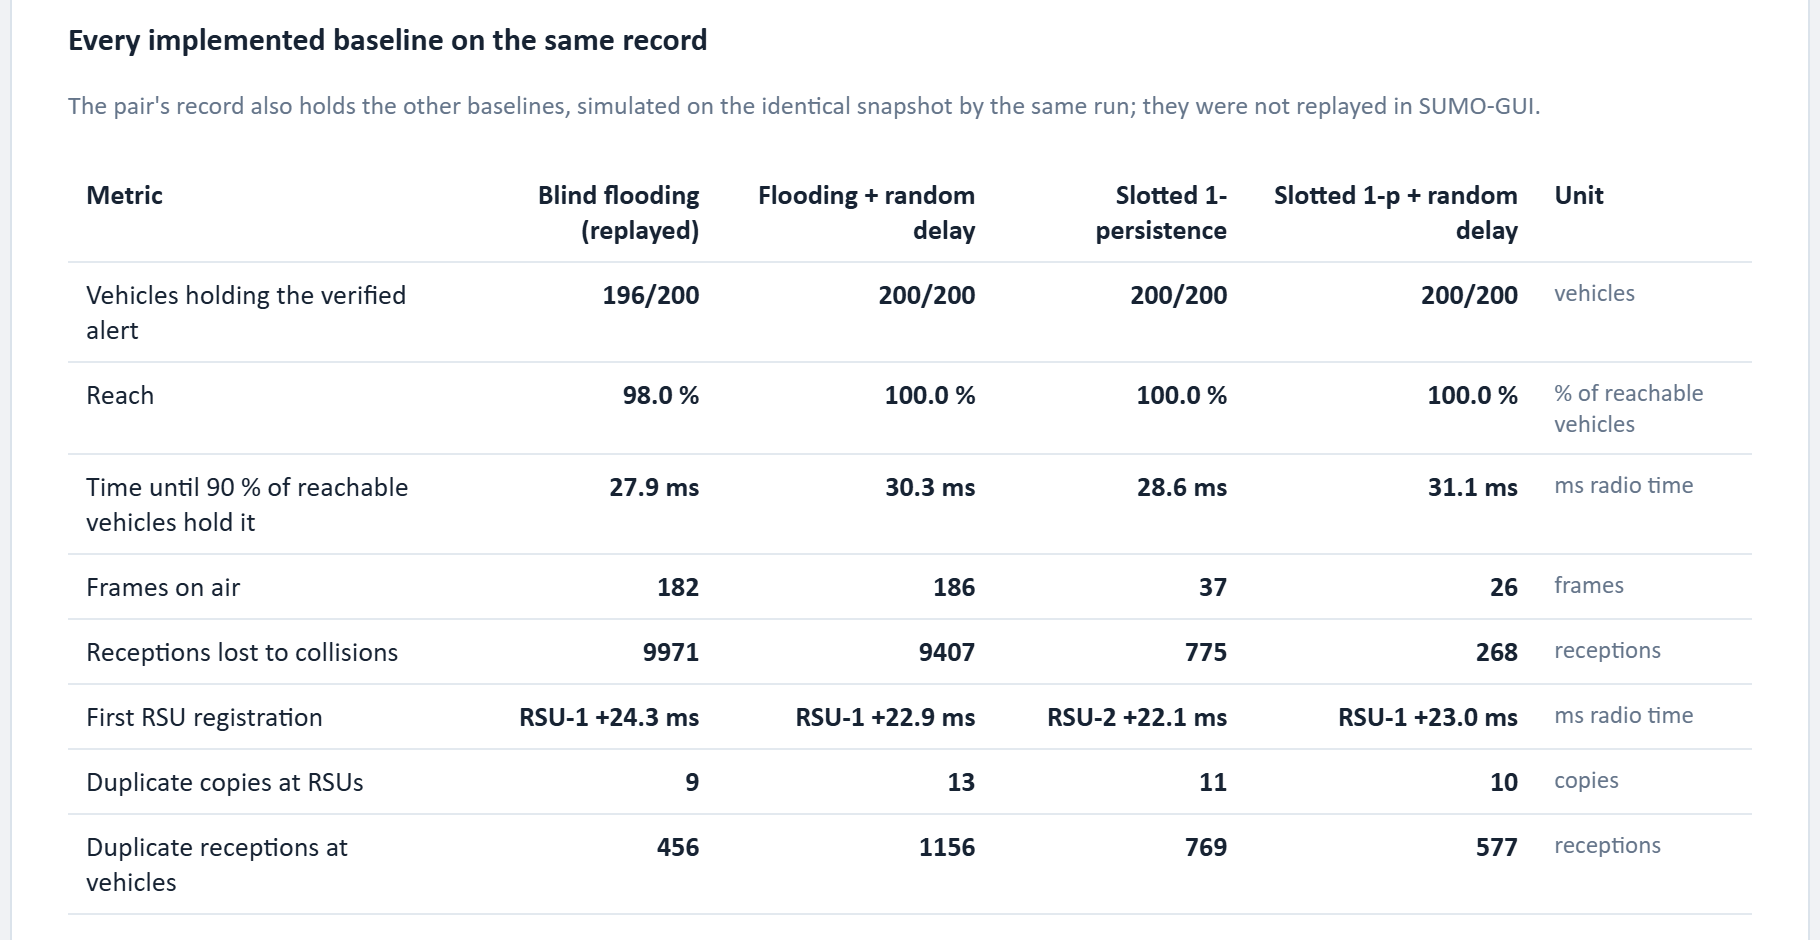 Every implemented baseline on the same record
The pair's record also holds the other baselines, simulated on the identical snapshot by the same run; they were not replayed in SUMO-GUI.
Metric Blind flooding (replayed) Flooding + random delay Slotted 1-persistence Slotted 1-p + random delay Unit
Vehicles holding the verified alert 196/200 200/200 200/200 200/200 vehicles
Reach 98.0 % 100.0 % 100.0 % 100.0 % % of reachable vehicles
Time until 90 % of reachable vehicles hold it 27.9 ms 30.3 ms 28.6 ms 31.1 ms ms radio time
Frames on air 182 186 37 26 frames
Receptions lost to collisions 9971 9407 775 268 receptions
First RSU registration RSU-1 +24.3 ms RSU-1 +22.9 ms RSU-2 +22.1 ms RSU-1 +23.0 ms ms radio time
Duplicate copies at RSUs 9 13 11 10 copies
Duplicate receptions at vehicles 456 1156 769 577 receptions